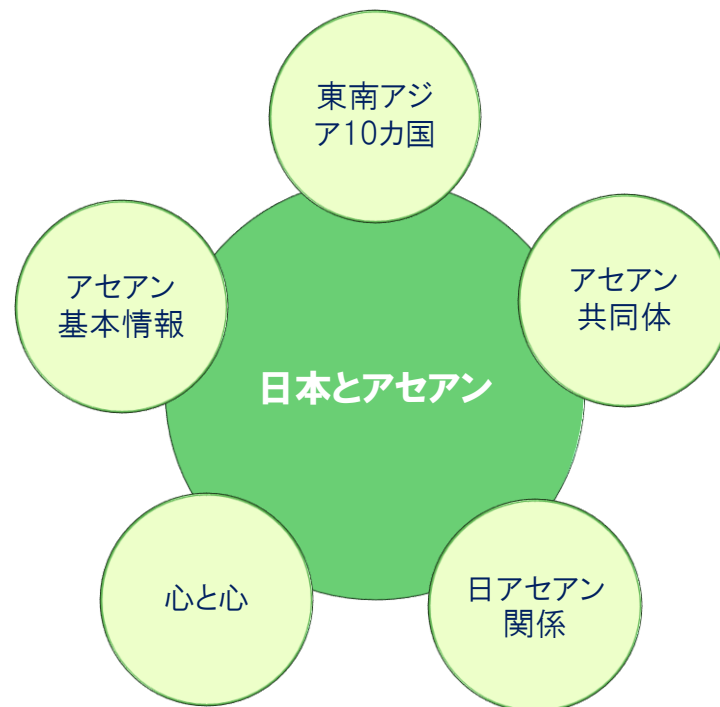 東南アジ
ア10カ国
アセアン
基本情報
アセアン
共同体
日本とアセアン
心と心
日アセアン
関係